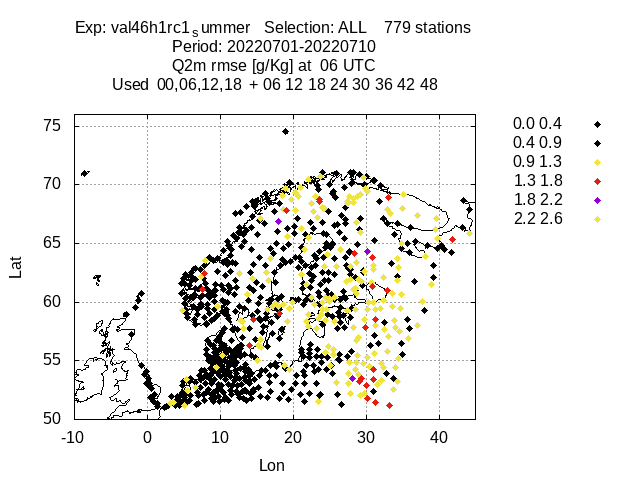 Exp: val46h1rc1summer   Selection: ALL    779 stations
Period: 20220701-20220710
Q2m rmse [g/Kg] at  06 UTC
Used  00,06,12,18  + 06 12 18 24 30 36 42 48
75
70
65
60
55
50
-10 0 10 20 30 40
Lat
Lon
0.0 0.4
0.4 0.9
0.9 1.3
1.3 1.8
1.8 2.2
2.2 2.6